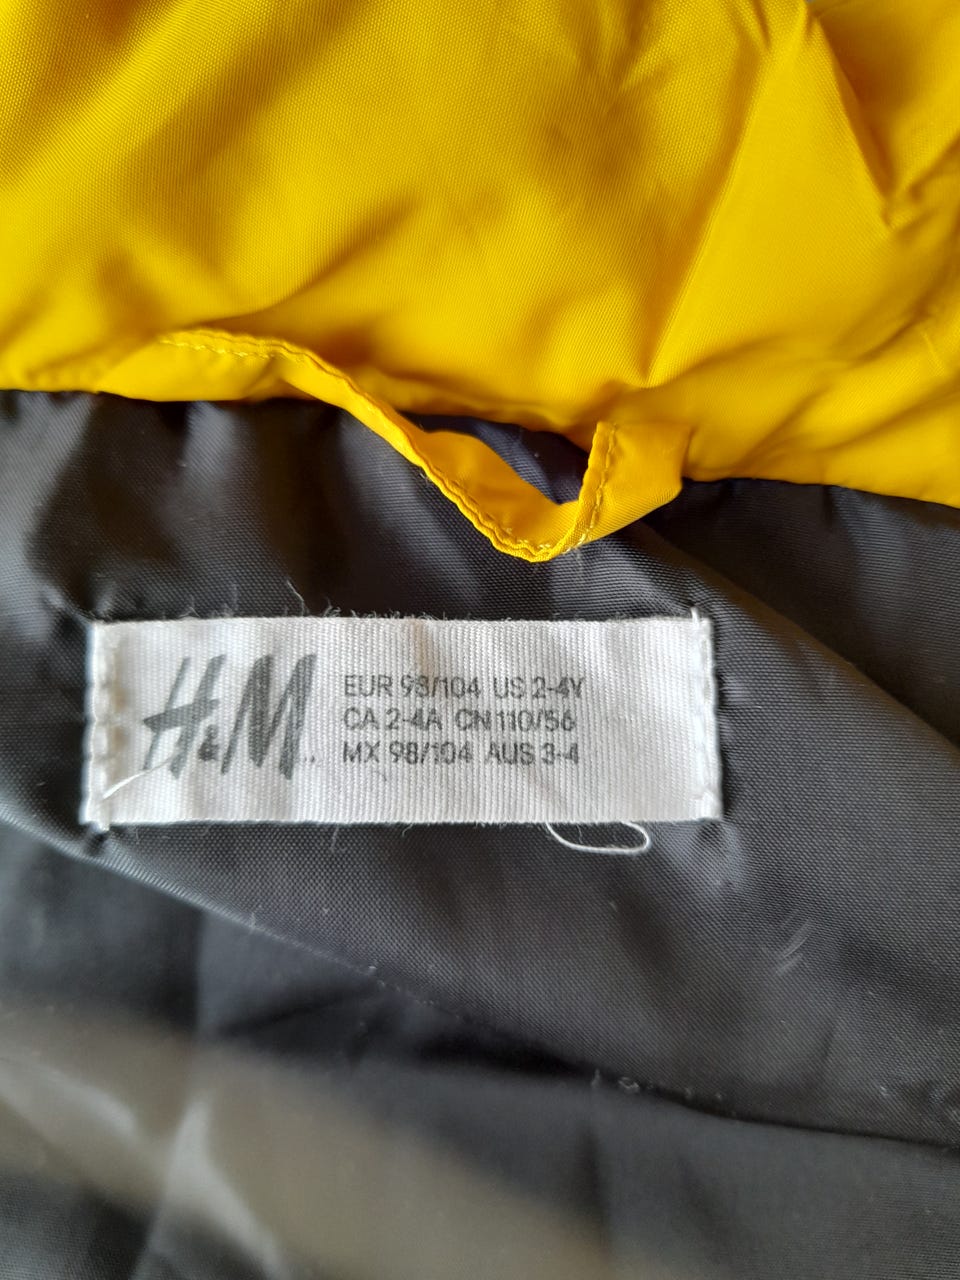 H&M
EUR 98/104 US 2-4Y
CA 2-4A CN 110/56
MX 98/104 AUS 3-4